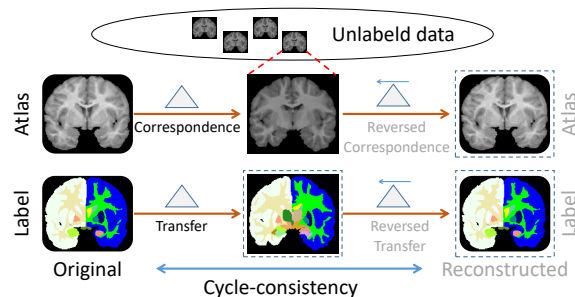 Unlabeld data
Atlas
Correspondence
Reversed
Correspondence
Atlas
Label
Transfer
Reversed
Transfer
Label
Original
Reconstructed
Cycle-consistency